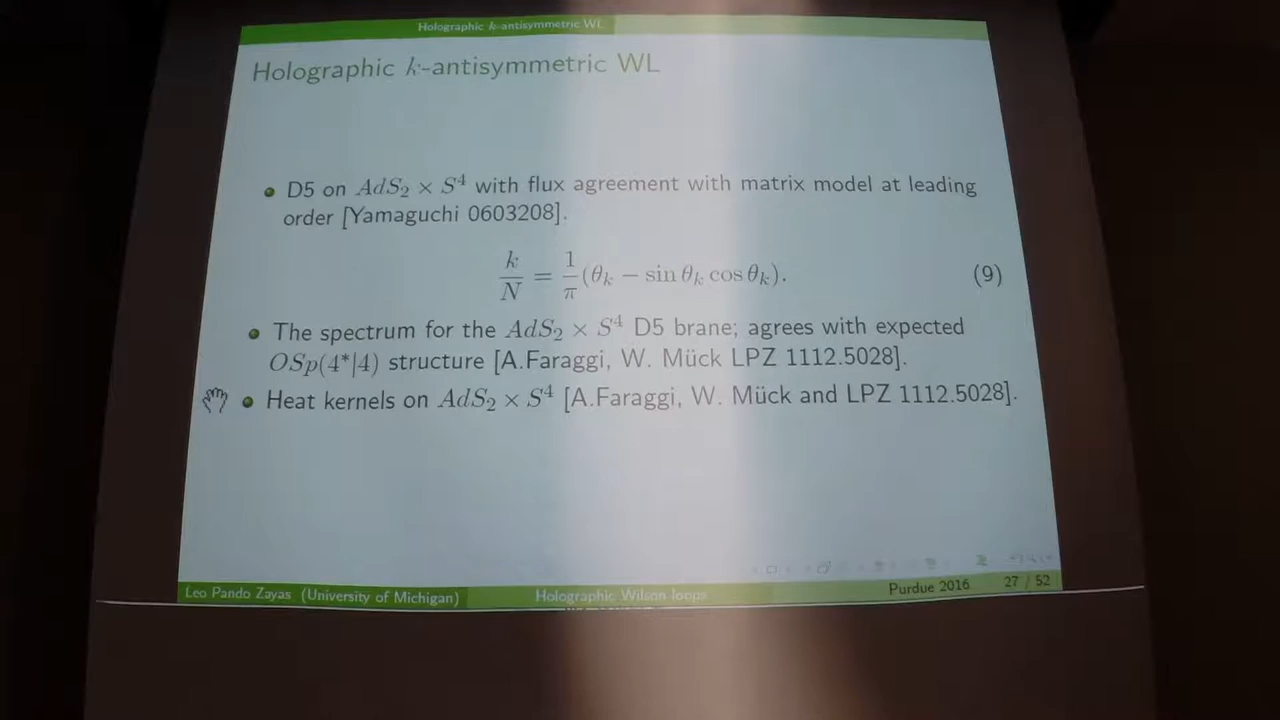 Holographic k-antisymmetric WL
Holographic k-antisymmetric WL
D5 on AdS₂ × S⁴ with flux agreement with matrix model at leading
order [Yamaguchi 0603208].
k/N = 1/π (θₖ − sin θₖ cos θₖ). (9)
The spectrum for the AdS₂ × S⁴ D5 brane; agrees with expected
OSp(4*|4) structure [A.Faraggi, W. Mück LPZ 1112.5028].
Heat kernels on AdS₂ × S⁴ [A.Faraggi, W. Mück and LPZ 1112.5028].
Leo Pando Zayas (University of Michigan) Holographic Wilson loops Purdue 2016 27 / 52